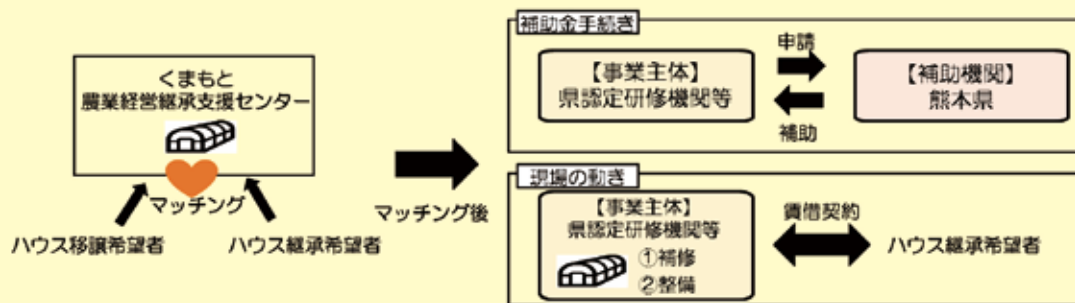 くまもと
農業経営継承支援センター
マッチング
ハウス移譲希望者
ハウス継承希望者
マッチング後
補助金手続き
【事業主体】
県認定研修機関等
申請
補助
【補助機関】
熊本県
現場の動き
【事業主体】
県認定研修機関等
①補修
②整備
賃借契約
ハウス継承希望者